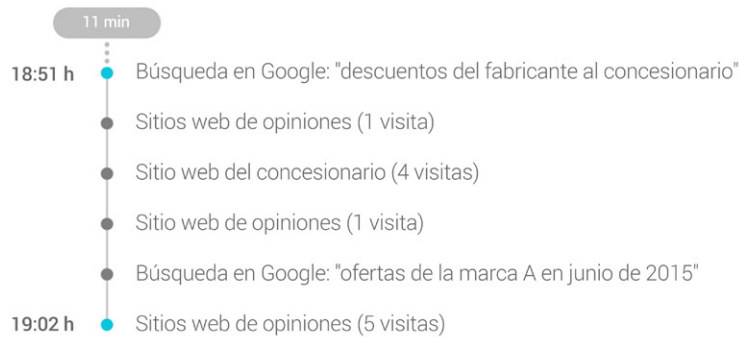 11 min
18:51 h Búsqueda en Google: "descuentos del fabricante al concesionario"
Sitios web de opiniones (1 visita)
Sitio web del concesionario (4 visitas)
Sitio web de opiniones (1 visita)
Búsqueda en Google: "ofertas de la marca A en junio de 2015"
19:02 h Sitios web de opiniones (5 visitas)